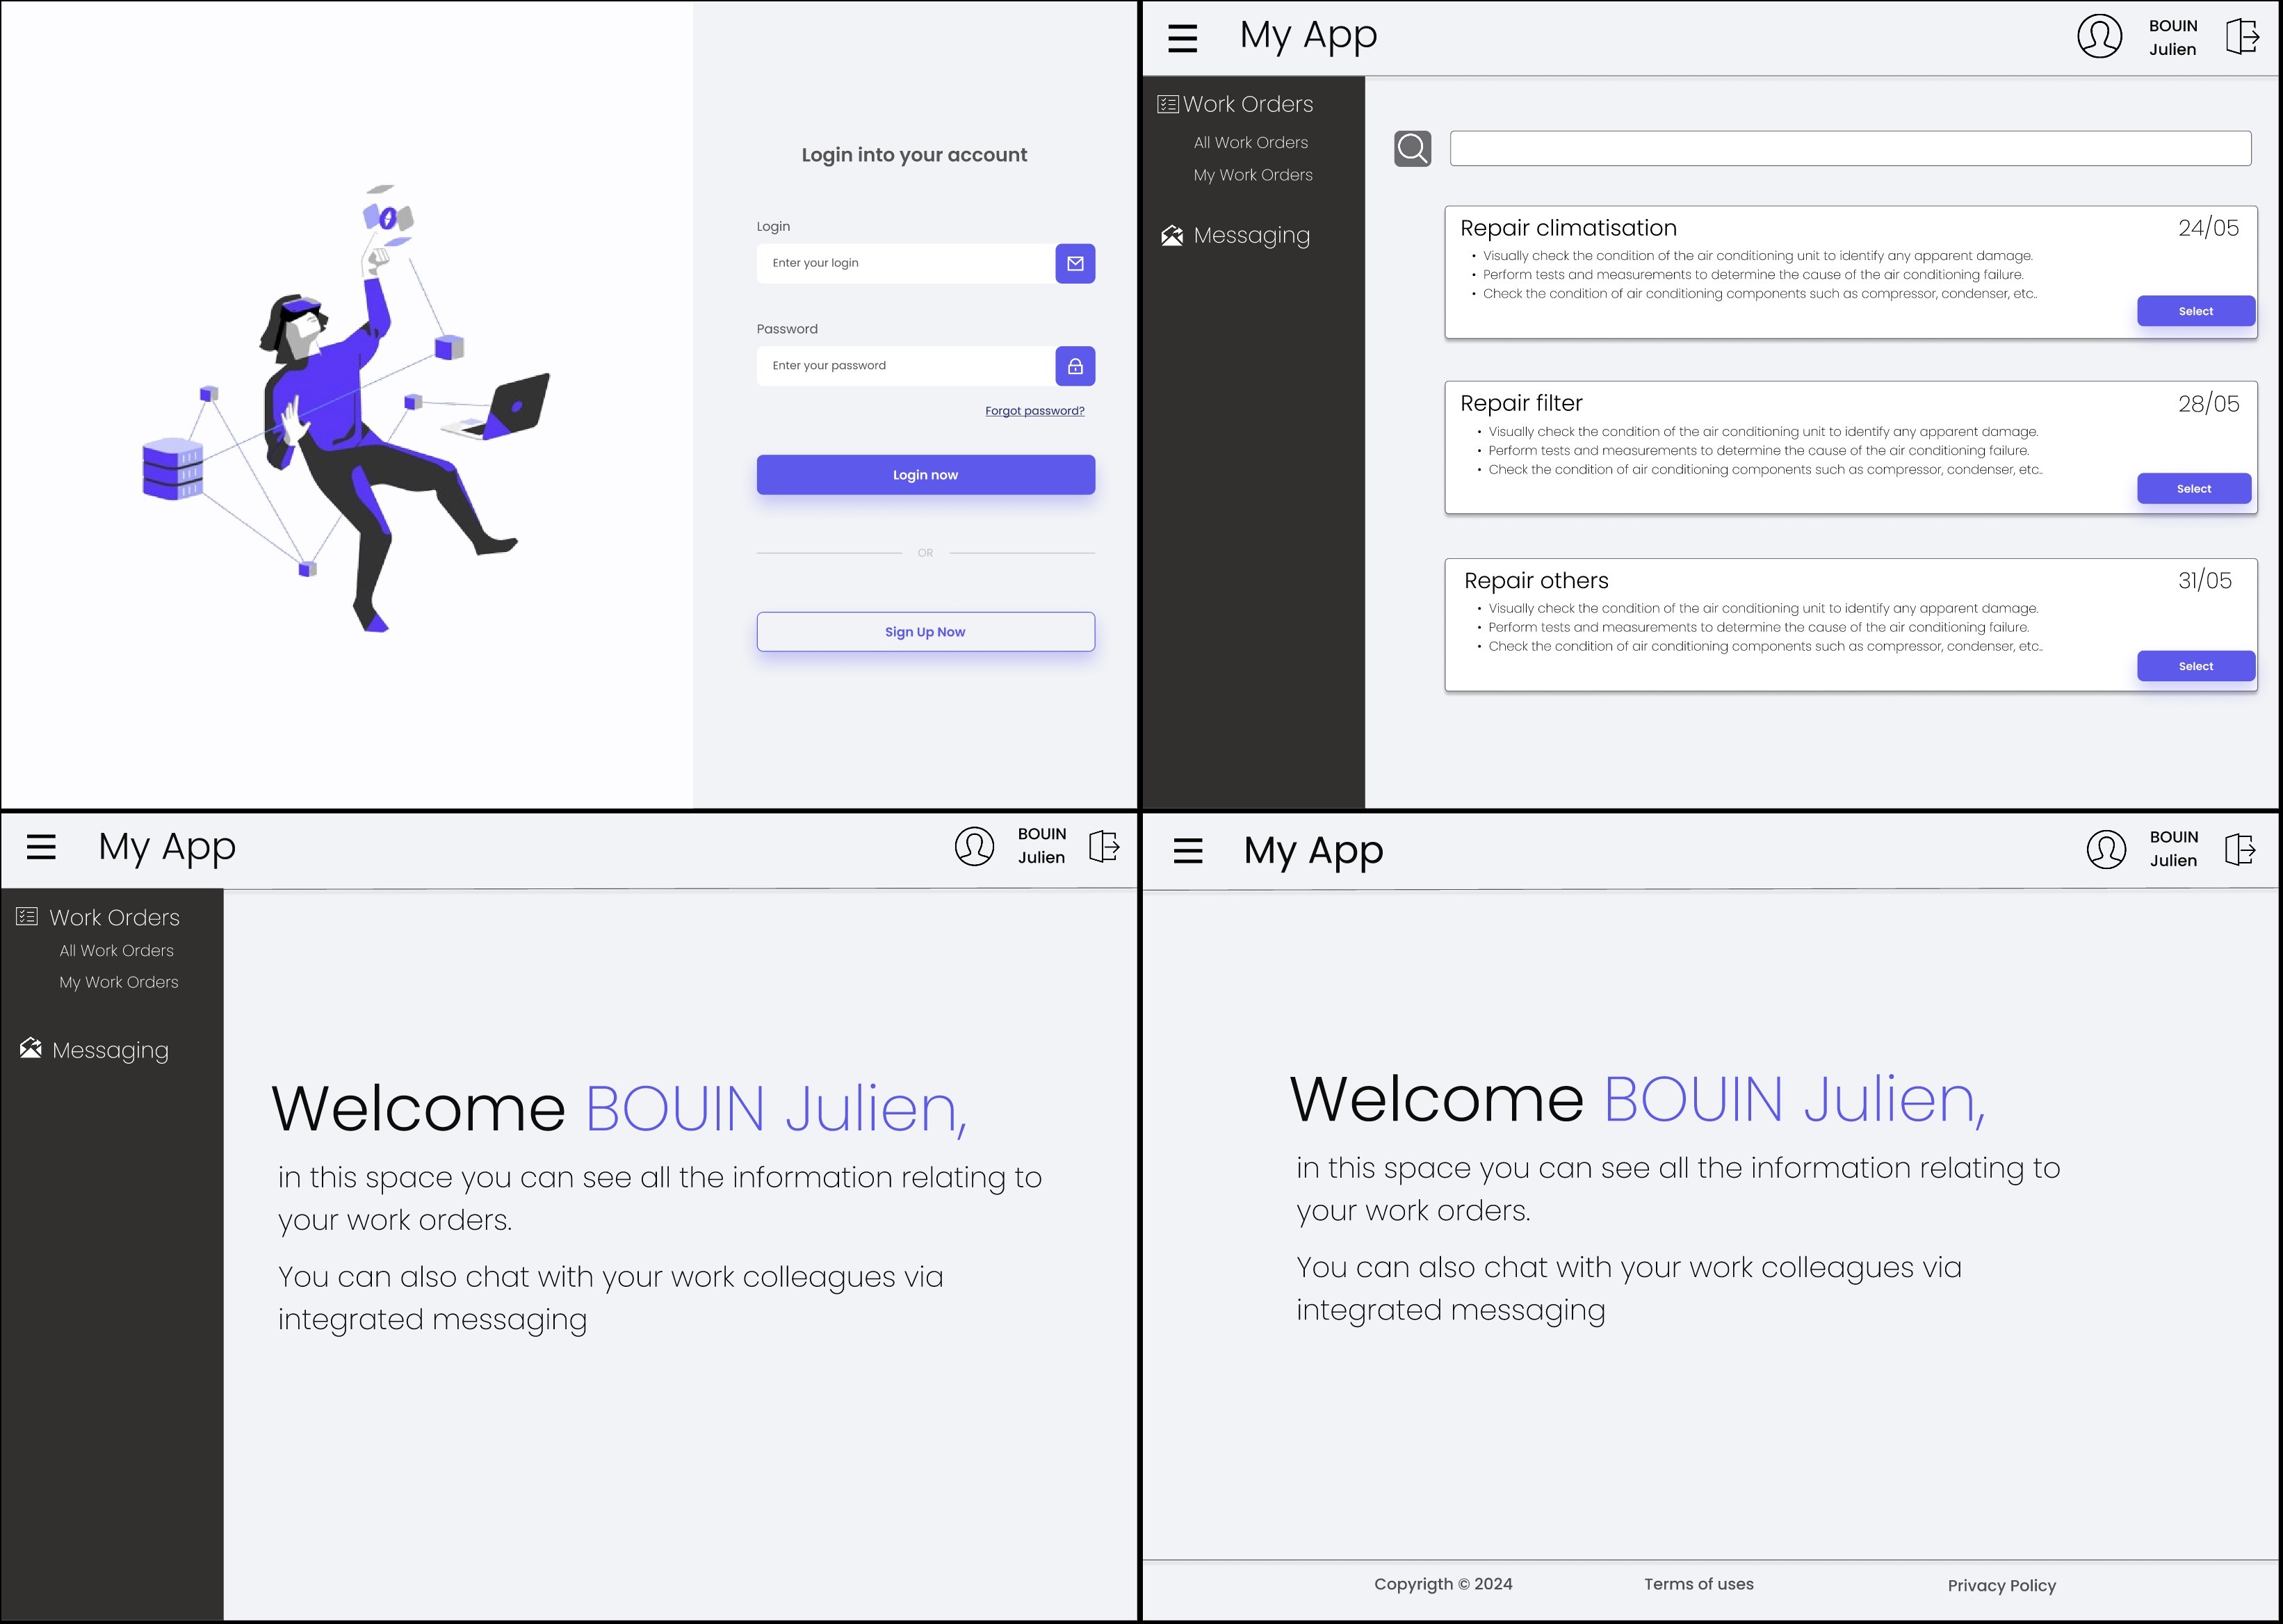 Login into your account
Login
Enter your login
Password
Enter your password
Forgot password?
Login now
OR
Sign Up Now
My App
BOUIN
Julien
Work Orders
All Work Orders
My Work Orders
Messaging
Repair climatisation
24/05
• Visually check the condition of the air conditioning unit to identify any apparent damage.
• Perform tests and measurements to determine the cause of the air conditioning failure.
• Check the condition of air conditioning components such as compressor, condenser, etc..
Select
Repair filter
28/05
• Visually check the condition of the air conditioning unit to identify any apparent damage.
• Perform tests and measurements to determine the cause of the air conditioning failure.
• Check the condition of air conditioning components such as compressor, condenser, etc..
Select
Repair others
31/05
• Visually check the condition of the air conditioning unit to identify any apparent damage.
• Perform tests and measurements to determine the cause of the air conditioning failure.
• Check the condition of air conditioning components such as compressor, condenser, etc..
Select
My App
BOUIN
Julien
Work Orders
All Work Orders
My Work Orders
Messaging
Welcome BOUIN Julien,
in this space you can see all the information relating to
your work orders.
You can also chat with your work colleagues via
integrated messaging
My App
BOUIN
Julien
Welcome BOUIN Julien,
in this space you can see all the information relating to
your work orders.
You can also chat with your work colleagues via
integrated messaging
Copyrigth © 2024
Terms of uses
Privacy Policy